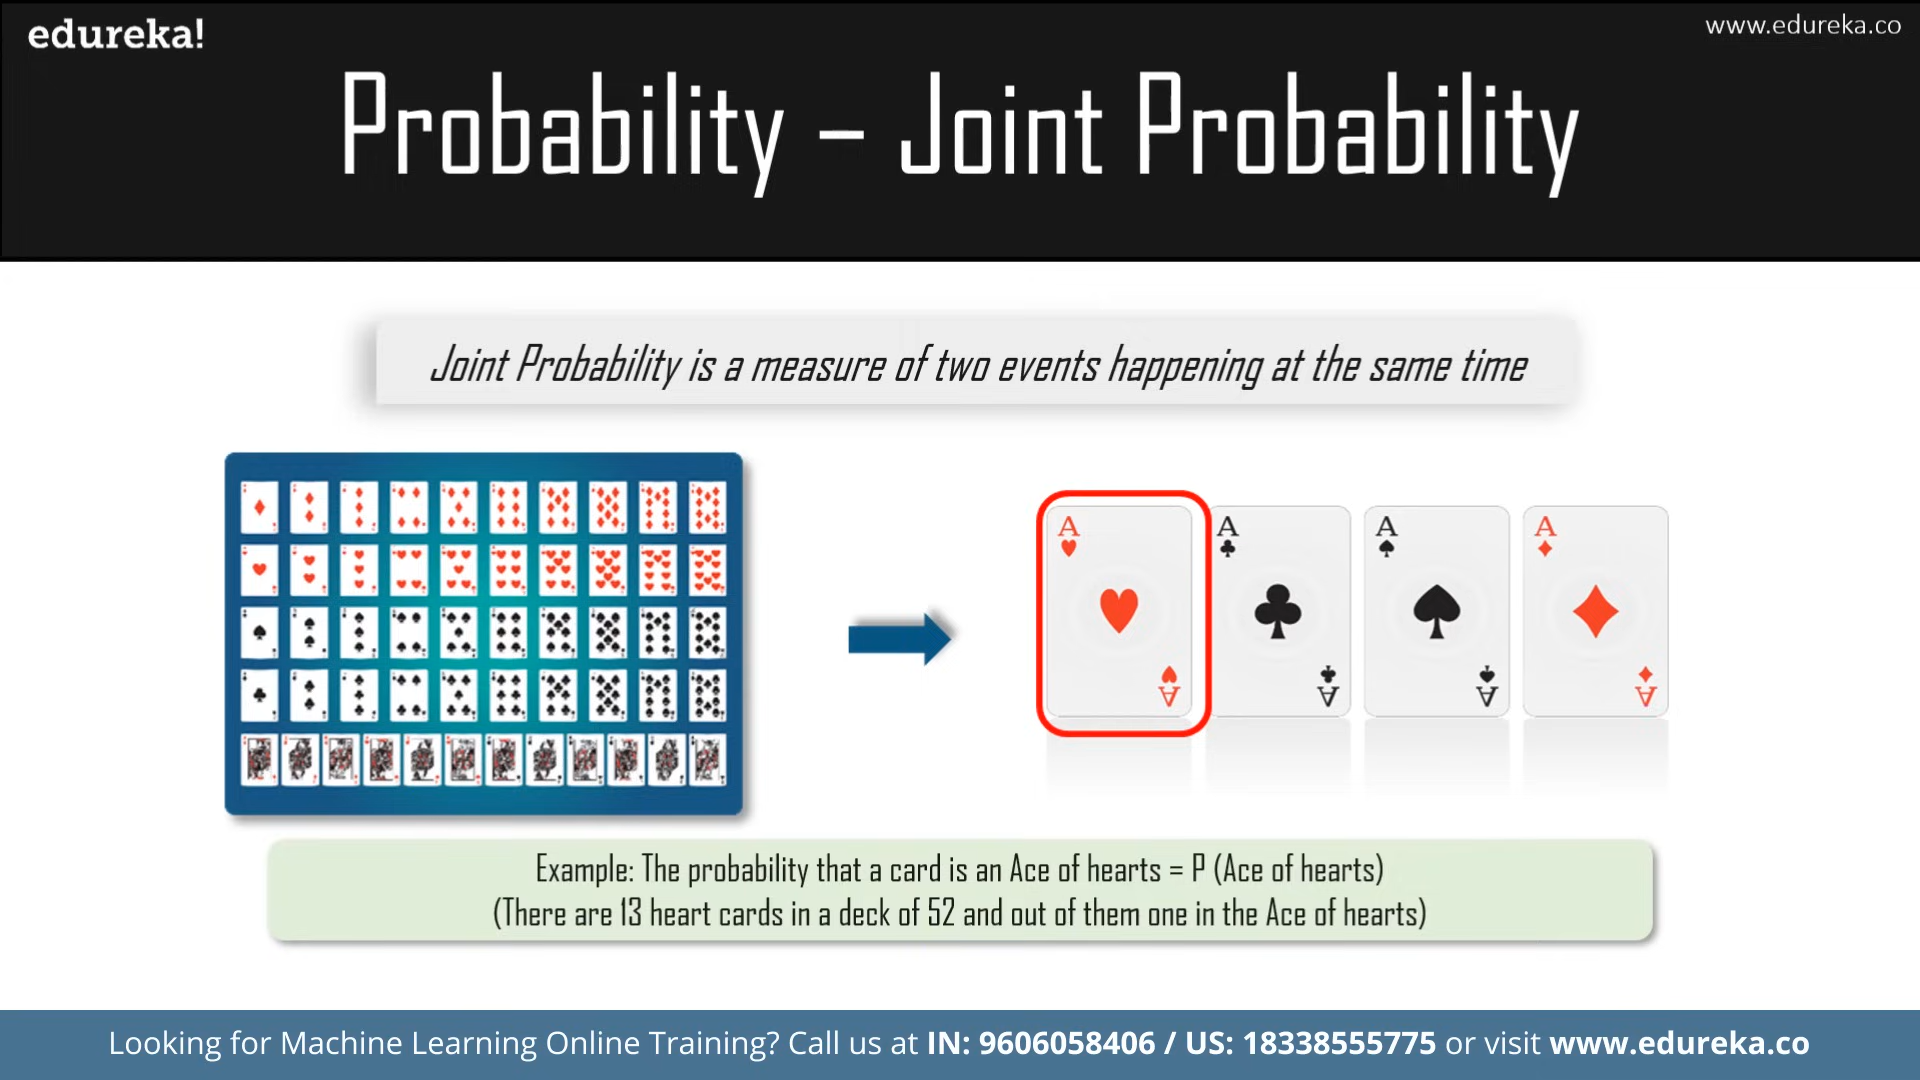 edureka!
www.edureka.co
Probability – Joint Probability
Joint Probability is a measure of two events happening at the same time
A A A A
A A A A
Example: The probability that a card is an Ace of hearts = P (Ace of hearts)
(There are 13 heart cards in a deck of 52 and out of them one in the Ace of hearts)
Looking for Machine Learning Online Training? Call us at IN: 9606058406 / US: 18338555775 or visit www.edureka.co